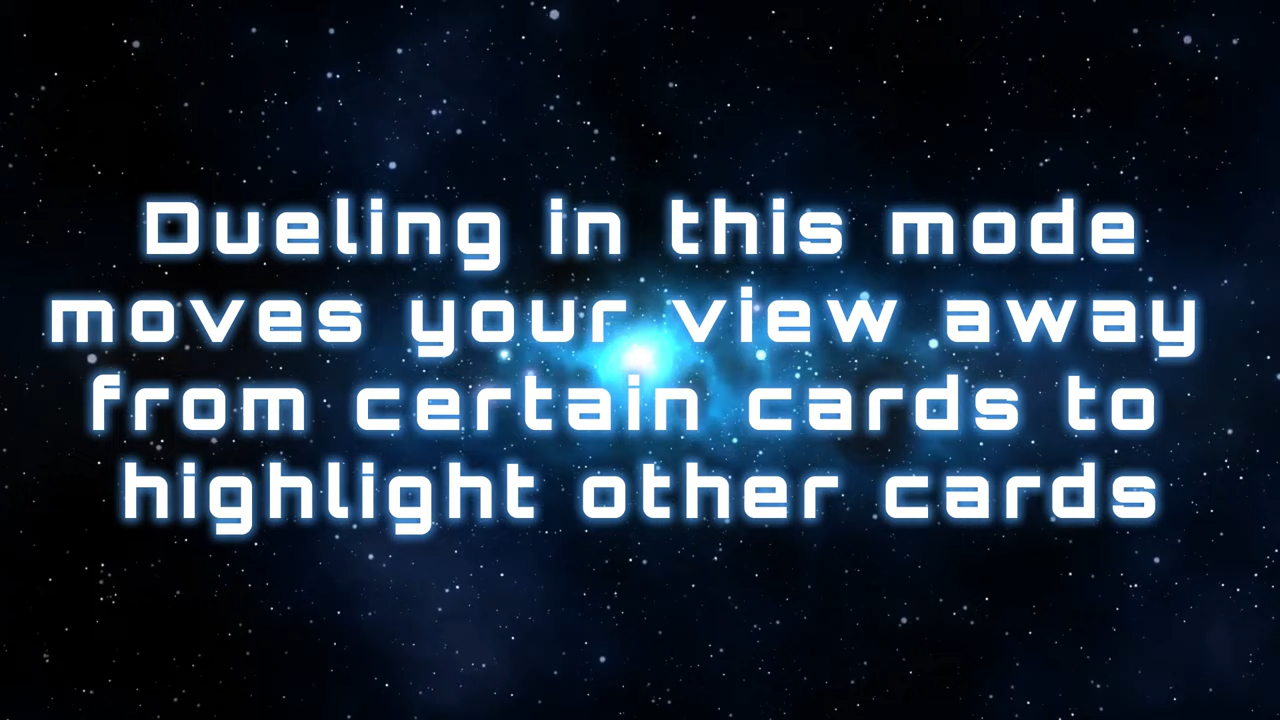 Dueling in this mode
moves your view away
from certain cards to
highlight other cards